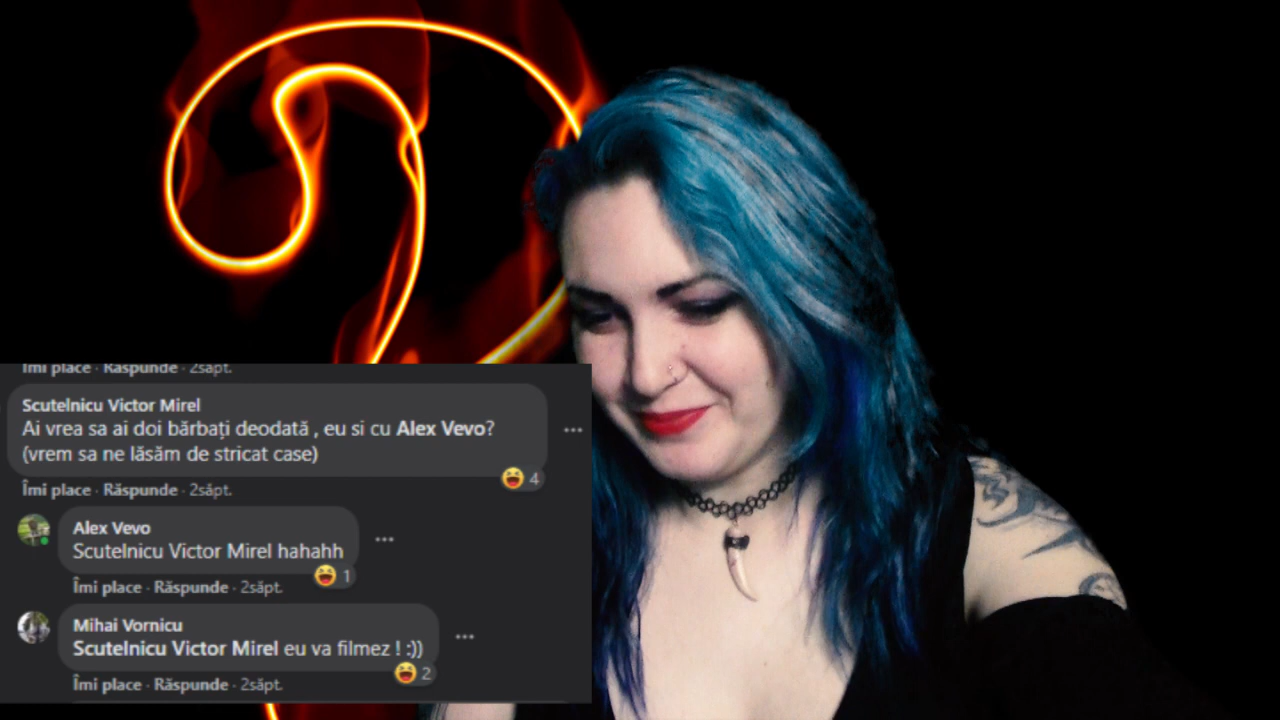 Îmi place · Răspunde · 2săpt.
Scutelnicu Victor Mirel
Ai vrea sa ai doi bărbați deodată , eu si cu Alex Vevo?
(vrem sa ne lăsăm de stricat case)
4
Îmi place · Răspunde · 2săpt.
Alex Vevo
Scutelnicu Victor Mirel hahahh
1
Îmi place · Răspunde · 2săpt.
Mihai Vornicu
Scutelnicu Victor Mirel eu va filmez ! :))
2
Îmi place · Răspunde · 2săpt.